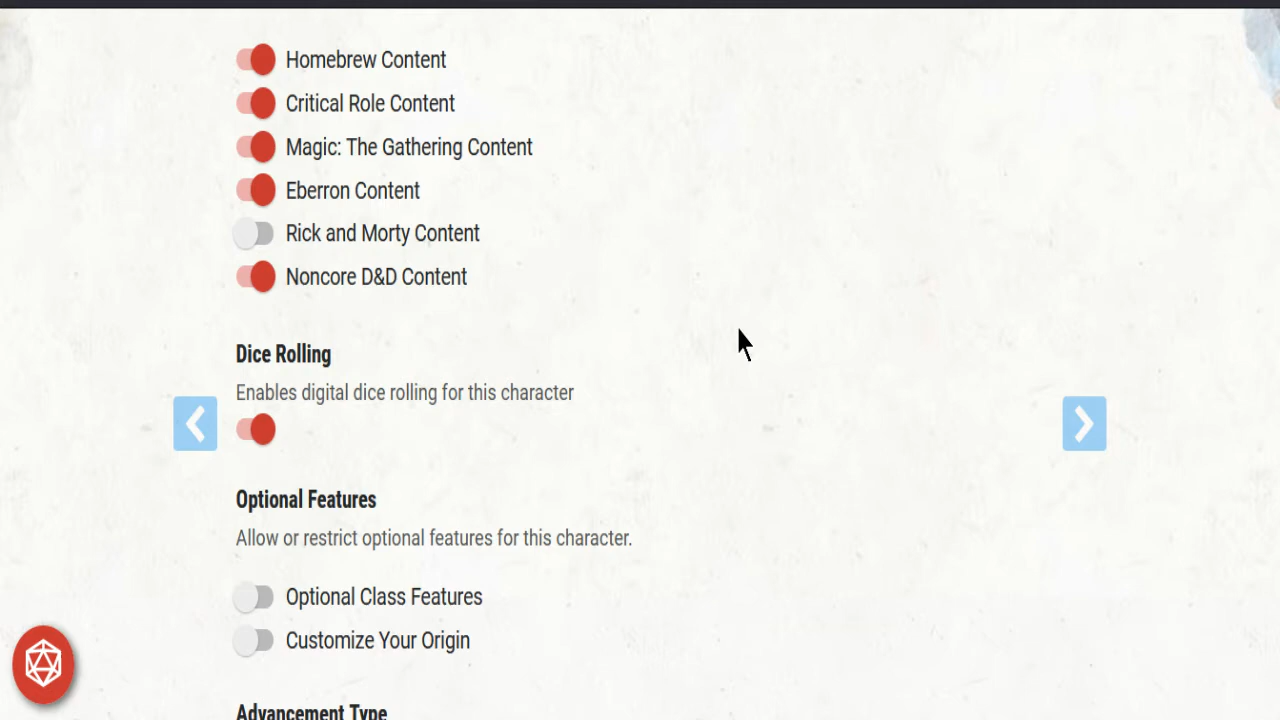 Homebrew Content
Critical Role Content
Magic: The Gathering Content
Eberron Content
Rick and Morty Content
Noncore D&D Content
Dice Rolling
Enables digital dice rolling for this character
Optional Features
Allow or restrict optional features for this character.
Optional Class Features
Customize Your Origin
Advancement Type